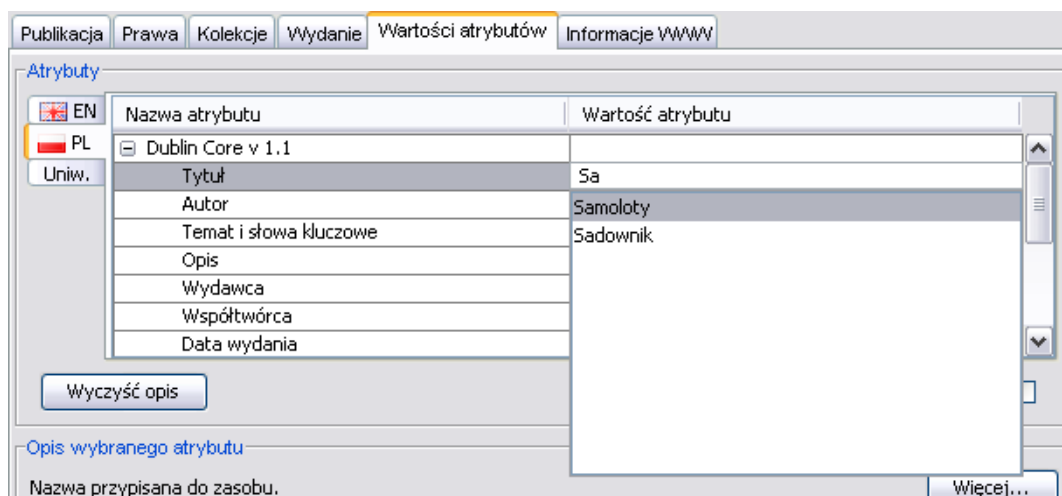 Publikacja Prawa Kolekcje Wydanie Wartości atrybutów Informacje WWW
Atrybuty
EN
PL
Uniw.
Nazwa atrybutu Wartość atrybutu
Dublin Core v 1.1
Tytuł Sa
Autor Samoloty
Temat i słowa kluczowe Sadownik
Opis
Wydawca
Współtwórca
Data wydania
Wyczyść opis
Opis wybranego atrybutu
Nazwa przypisana do zasobu. Więcej...